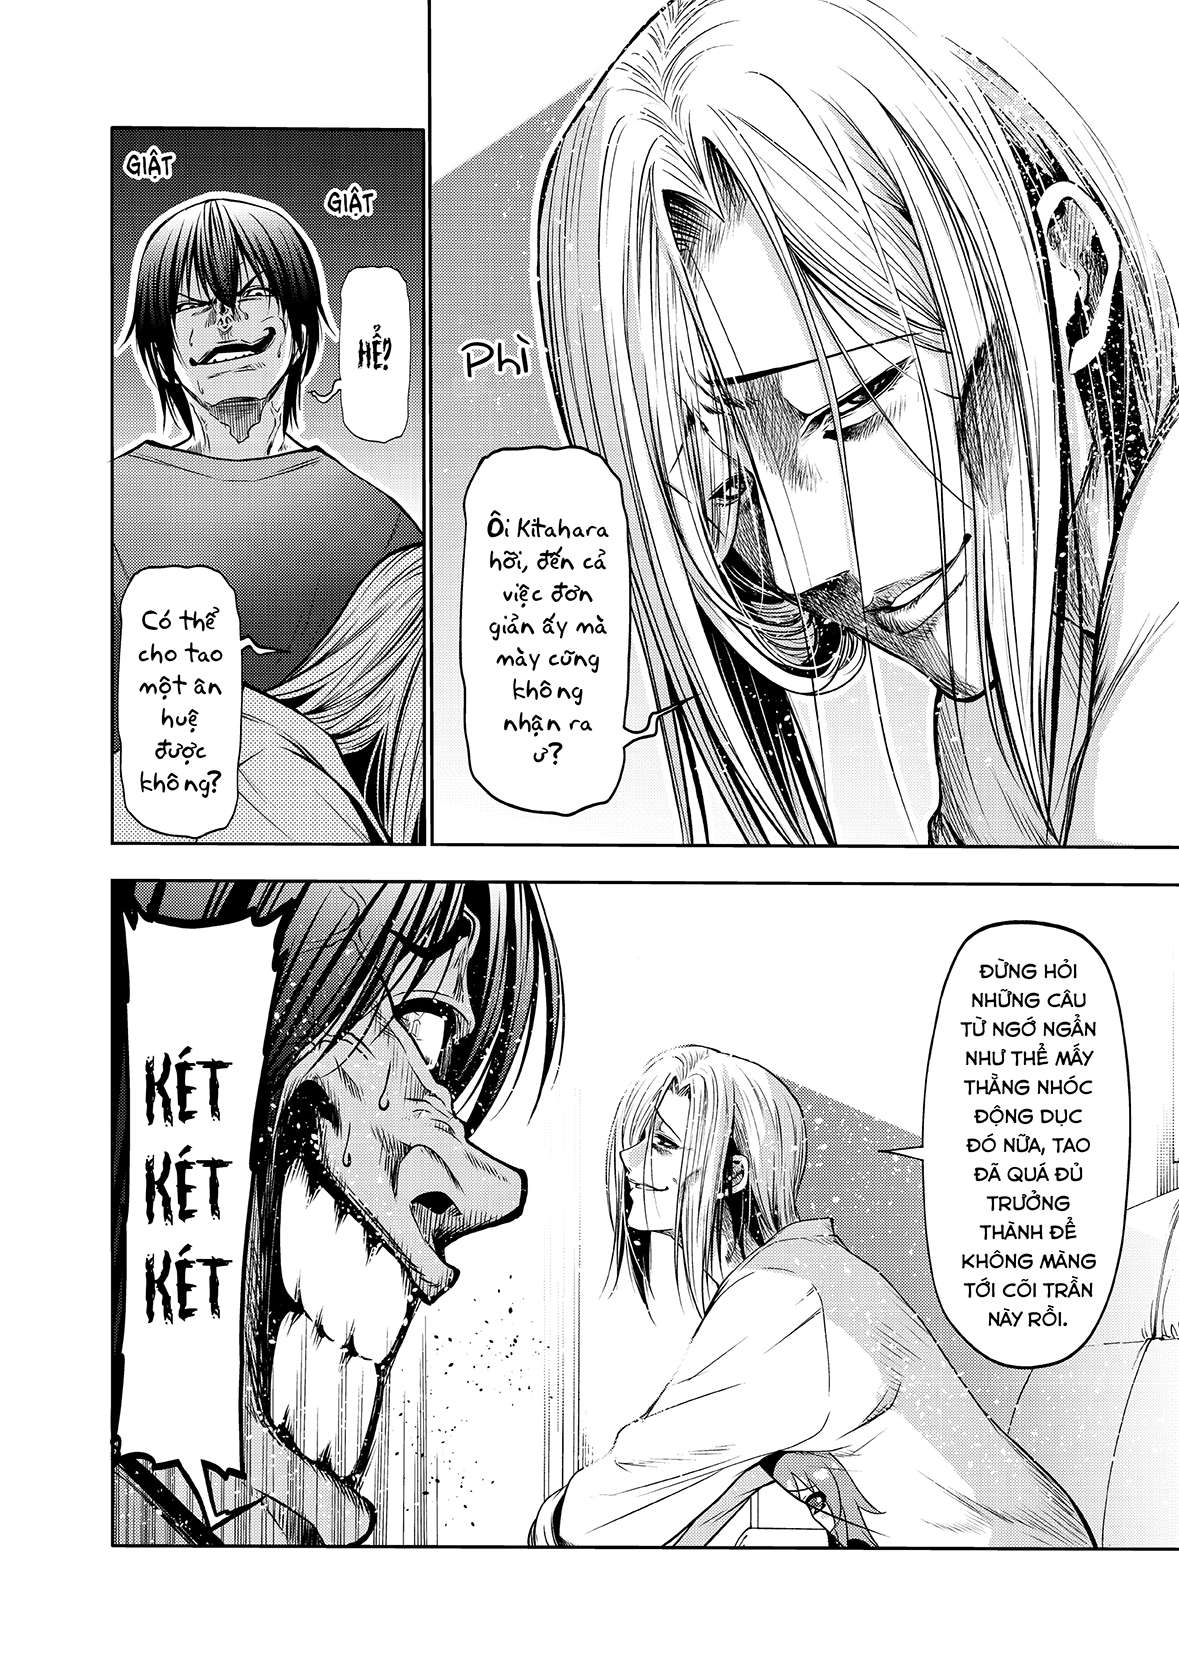 Phì
Ôi Kitahara
hỡi, đến cả
việc đơn
giản ấy mà
mày cũng
không
nhận ra
ư?
GIẬT
GIẬT
HỂ?
Có thể
cho tao
một ân
huệ
được
không?
ĐỪNG HỎI
NHỮNG CÂU
TỪ NGỚ NGẨN
NHƯ THỂ MẤY
THẰNG NHÓC
ĐỘNG DỤC
ĐÓ NỮA, TAO
ĐÃ QUÁ ĐỦ
TRƯỞNG
THÀNH ĐỂ
KHÔNG MÀNG
TỚI CÕI TRẦN
NÀY RỒI.
KÉT
KÉT
KÉT